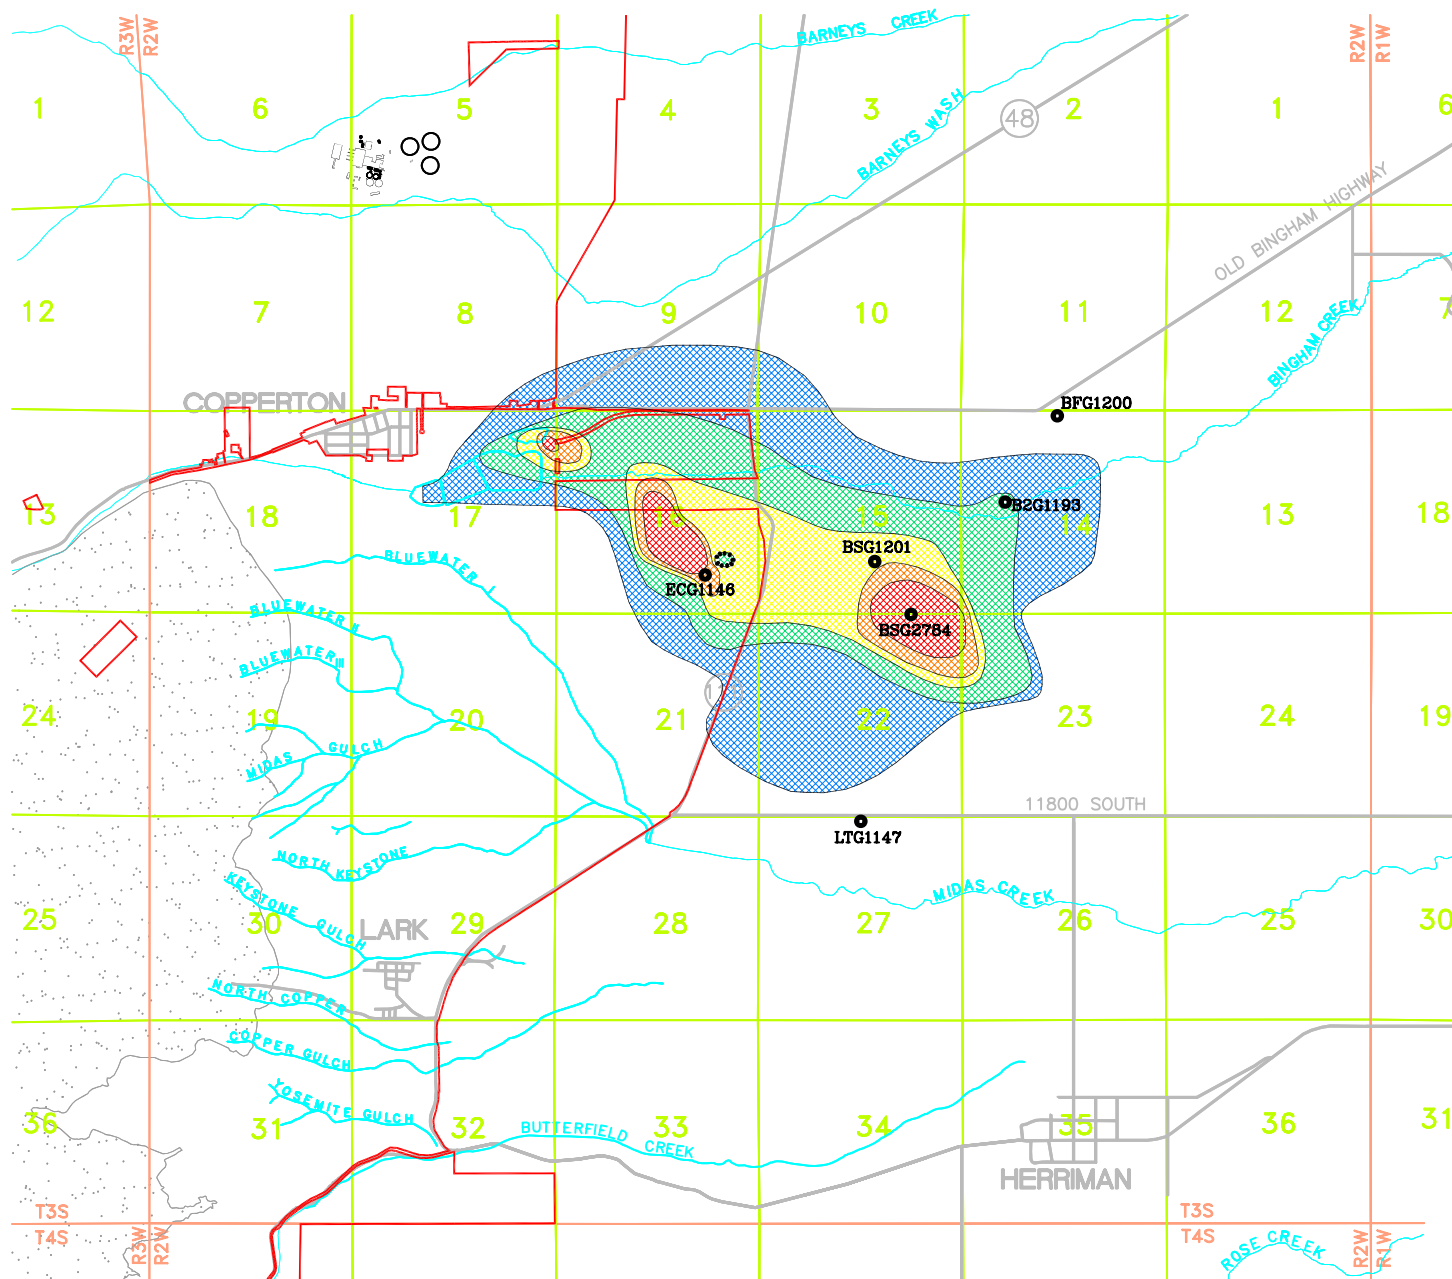 R3W
R2W
R2W
R1W
BARNEYS CREEK
1
6
5
4
3
2
1
6
48
BARNEYS WASH
OLD BINGHAM HIGHWAY
12
7
8
9
10
11
12
7
BINGHAM CREEK
COPPERTON
BFG1200
13
18
17
16
15
14
13
18
B2G1193
BSG1201
BLUEWATER I
ECG1146
BLUEWATER II
BSG2784
BLUEWATER III
24
19
20
21
22
23
24
19
MIDAS GULCH
11800 SOUTH
LTG1147
NORTH KEYSTONE
KEYSTONE GULCH
MIDAS CREEK
25
30
29
28
27
26
25
30
LARK
NORTH COPPER
COPPER GULCH
YOSEMITE GULCH
36
31
32
33
34
35
36
31
BUTTERFIELD CREEK
HERRIMAN
T3S
T4S
T3S
T4S
R3W
R2W
ROSE CREEK
R2W
R1W